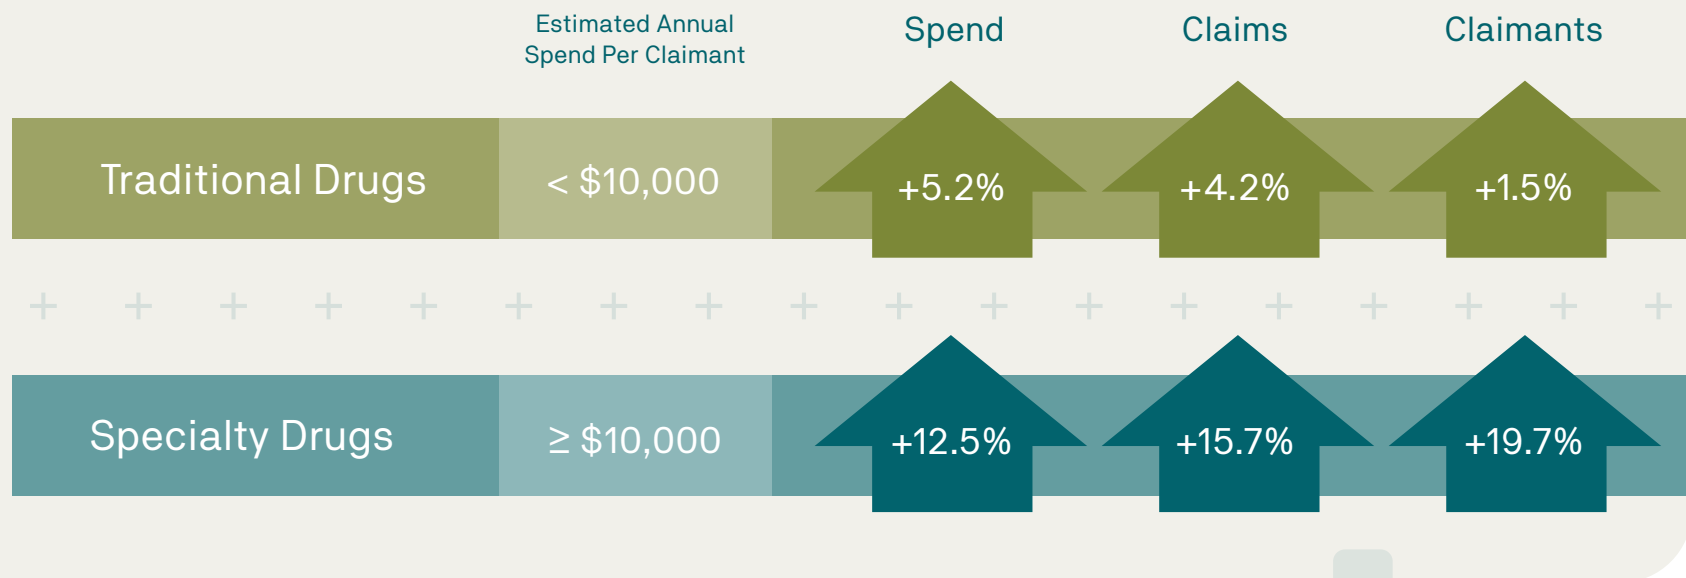 Estimated Annual
Spend Per Claimant
Spend
Claims
Claimants
Traditional Drugs
< $10,000
+5.2%
+4.2%
+1.5%
Specialty Drugs
≥ $10,000
+12.5%
+15.7%
+19.7%